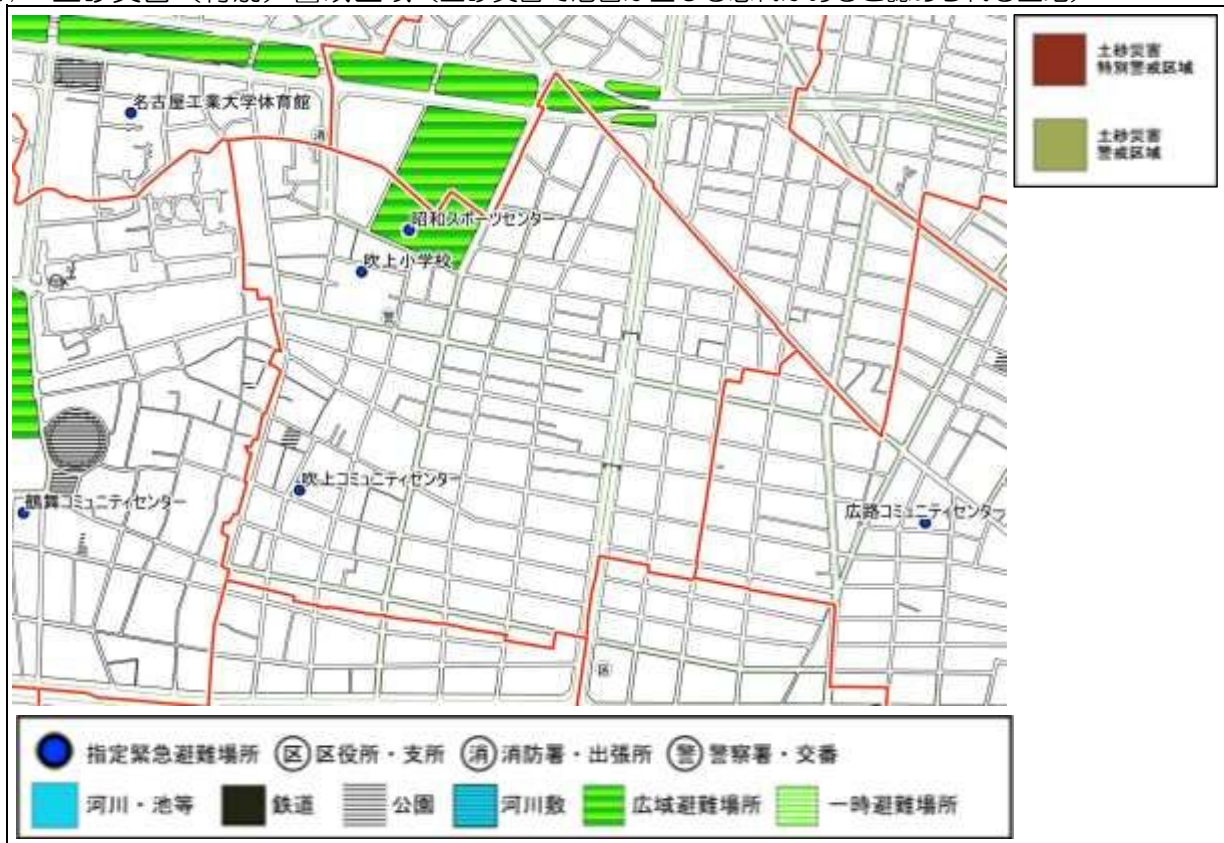 土砂災害
特別警戒区域
土砂災害
警戒区域
名古屋工業大学体育館
消
昭和スポーツセンター
吹上小学校
警
吹上コミュニティセンター
鶴舞コミュニティセンター
広路コミュニティセンター
区
指定緊急避難場所
区 区役所・支所
消 消防署・出張所
警 警察署・交番
河川・池等
鉄道
公園
河川敷
広域避難場所
一時避難場所